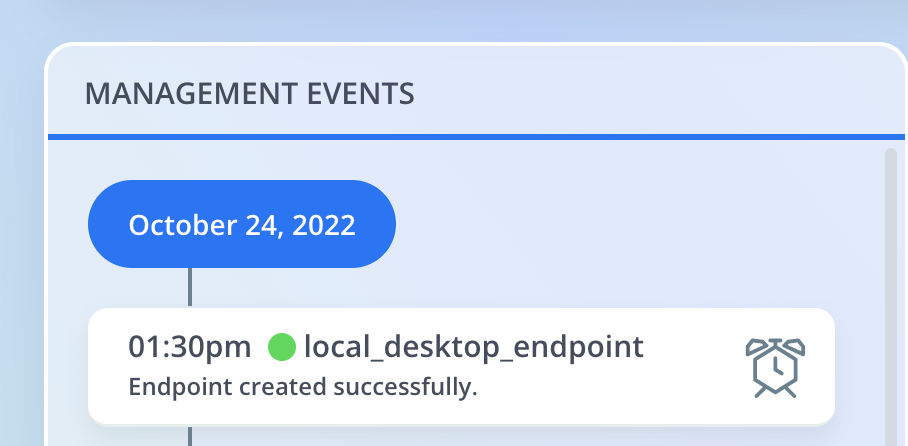 MANAGEMENT EVENTS
October 24, 2022
01:30pm local_desktop_endpoint
Endpoint created successfully.